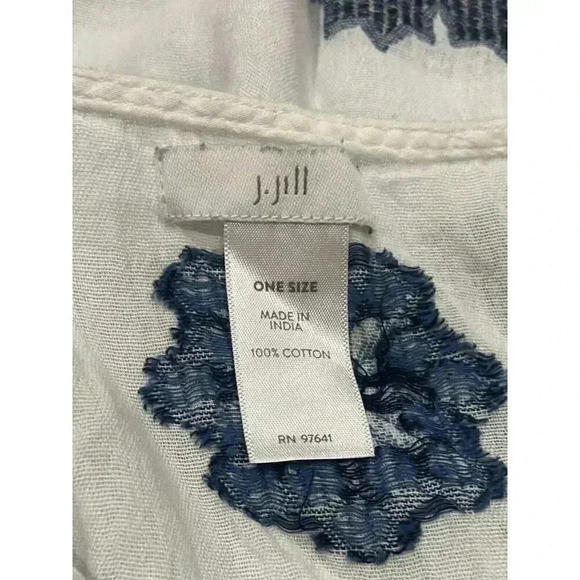 J.Jill
ONE SIZE
MADE IN
INDIA
100% COTTON
RN 97641